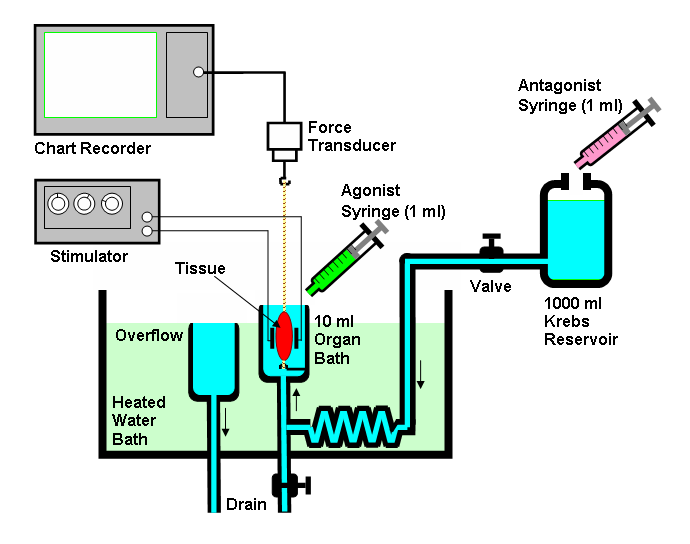 Antagonist
Syringe (1 ml)
Chart Recorder
Force
Transducer
Agonist
Syringe (1 ml)
Stimulator
Tissue
Valve
1000 ml
Krebs
Reservoir
Overflow
10 ml
Organ
Bath
Heated
Water
Bath
Drain